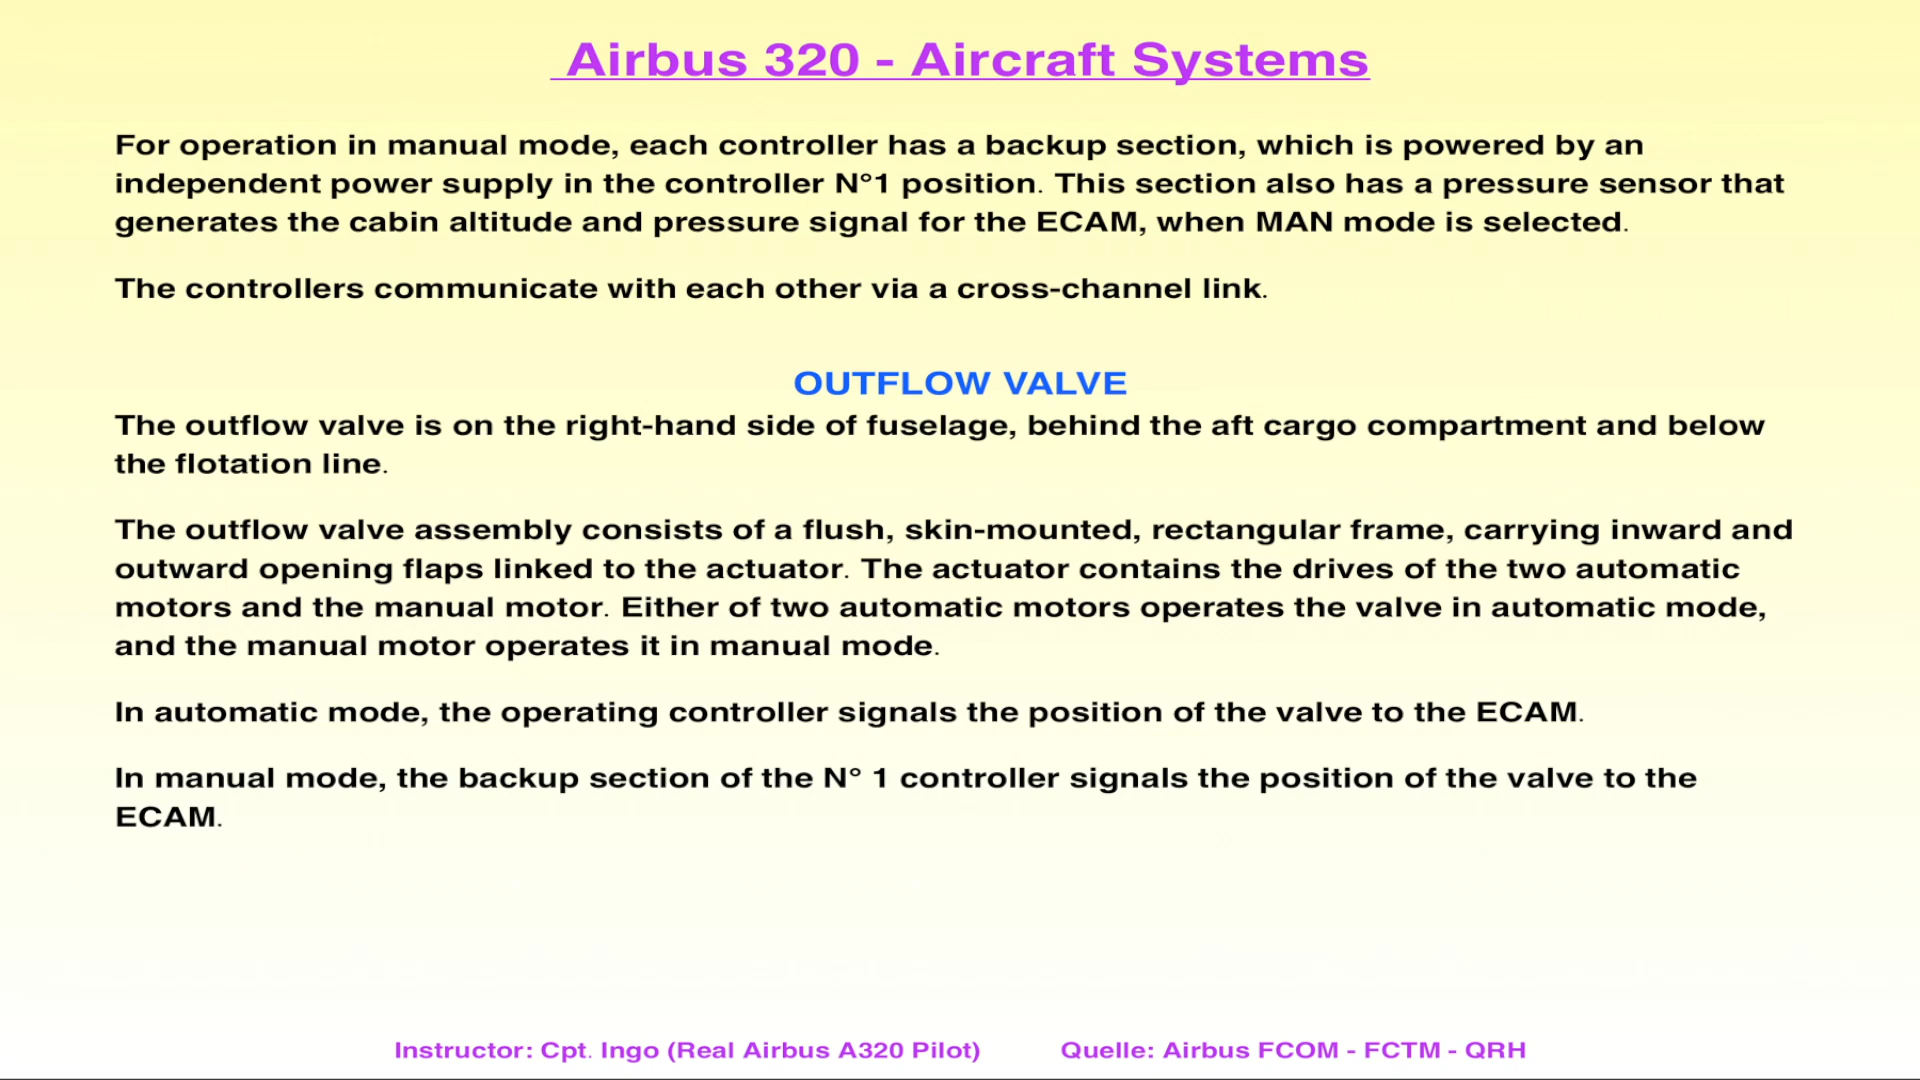 Airbus 320 - Aircraft Systems
For operation in manual mode, each controller has a backup section, which is powered by an
independent power supply in the controller N°1 position. This section also has a pressure sensor that
generates the cabin altitude and pressure signal for the ECAM, when MAN mode is selected.
The controllers communicate with each other via a cross-channel link.
OUTFLOW VALVE
The outflow valve is on the right-hand side of fuselage, behind the aft cargo compartment and below
the flotation line.
The outflow valve assembly consists of a flush, skin-mounted, rectangular frame, carrying inward and
outward opening flaps linked to the actuator. The actuator contains the drives of the two automatic
motors and the manual motor. Either of two automatic motors operates the valve in automatic mode,
and the manual motor operates it in manual mode.
In automatic mode, the operating controller signals the position of the valve to the ECAM.
In manual mode, the backup section of the N° 1 controller signals the position of the valve to the
ECAM.
Instructor: Cpt. Ingo (Real Airbus A320 Pilot) Quelle: Airbus FCOM - FCTM - QRH